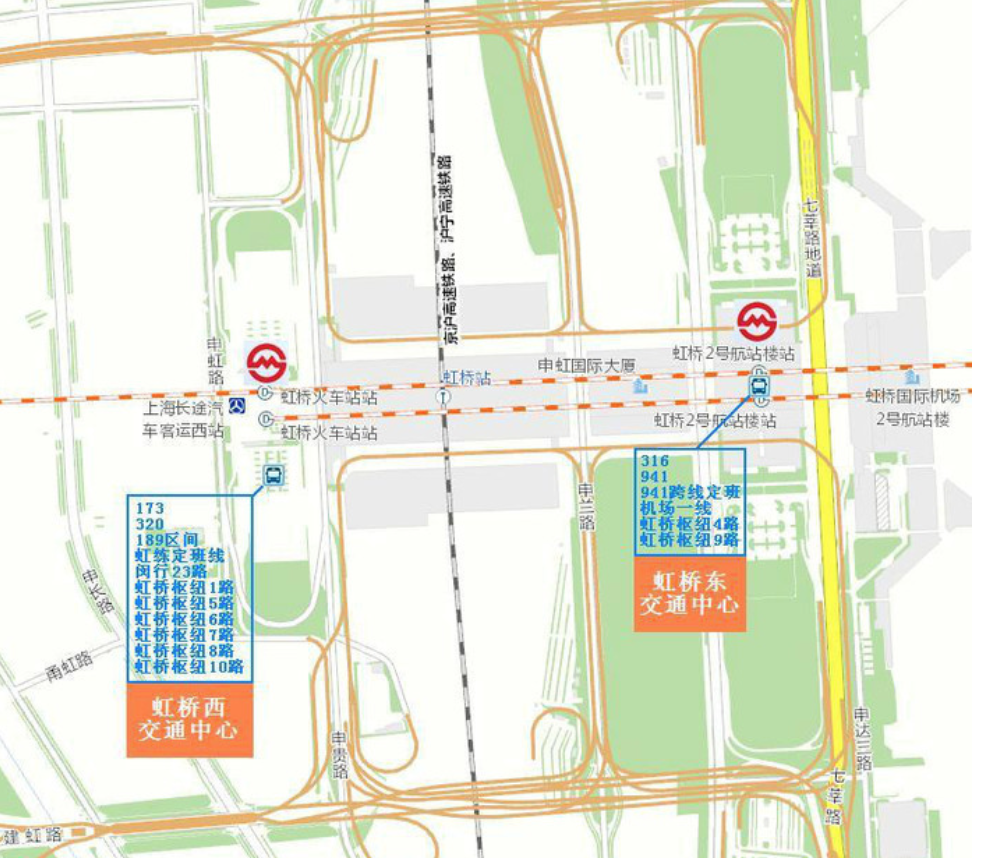 京沪高速铁路、沪宁高速铁路
七莘路地道
申虹路
虹桥2号航站楼站
申虹国际大厦
虹桥站
虹桥火车站站
上海长途汽
车客运西站
虹桥火车站站
虹桥2号航站楼站
虹桥国际机场
2号航站楼
316
941
941跨线定班
机场一线
虹桥枢纽4路
虹桥枢纽9路
虹桥东
交通中心
173
320
189区间
虹综定班线
闵行23路
虹桥枢纽1路
虹桥枢纽5路
虹桥枢纽6路
虹桥枢纽7路
虹桥枢纽8路
虹桥枢纽10路
虹桥西
交通中心
申兰路
申长路
甬虹路
申贵路
申达三路
七莘路
建虹路